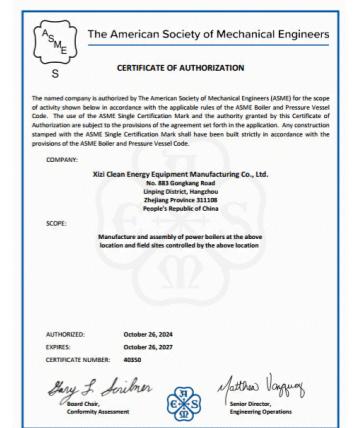 ASME
The American Society of Mechanical Engineers
S
CERTIFICATE OF AUTHORIZATION
The named company is authorized by The American Society of Mechanical Engineers (ASME) for the scope
of activity shown below in accordance with the applicable rules of the ASME Boiler and Pressure Vessel
Code. The use of the ASME Single Certification Mark and the authority granted by this Certificate of
Authorization are subject to the provisions of the agreement set forth in the application. Any construction
stamped with the ASME Single Certification Mark shall have been built strictly in accordance with the
provisions of the ASME Boiler and Pressure Vessel Code.
COMPANY:
Xizi Clean Energy Equipment Manufacturing Co., Ltd.
No. 883 Gongkang Road
Linping District, Hangzhou
Zhejiang Province 311108
People's Republic of China
SCOPE:
Manufacture and assembly of power boilers at the above
location and field sites controlled by the above location
AUTHORIZED: October 26, 2024
EXPIRES: October 26, 2027
CERTIFICATE NUMBER: 40350
Board Chair,
Conformity Assessment
Senior Director,
Engineering Operations